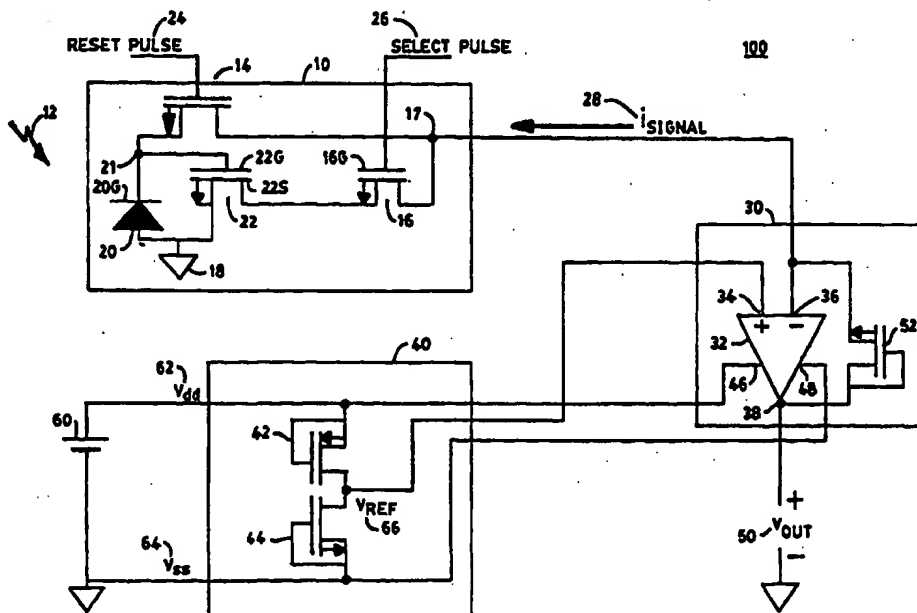 24 26
RESET PULSE SELECT PULSE 100
14 10
12 28 iSIGNAL
17
21 22G 16G
20G 22S
22 16
20 18
30
34 36
+ -
32 52
46 48
38
40
62
Vdd
60
42
VREF
66
44
64
Vss
+
50 VOUT
-